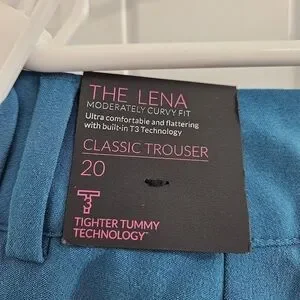 THE LENA
MODERATELY CURVY FIT
Ultra comfortable and flattering
with built-in T3 Technology
CLASSIC TROUSER
20
T3
TIGHTER TUMMY
TECHNOLOGY™